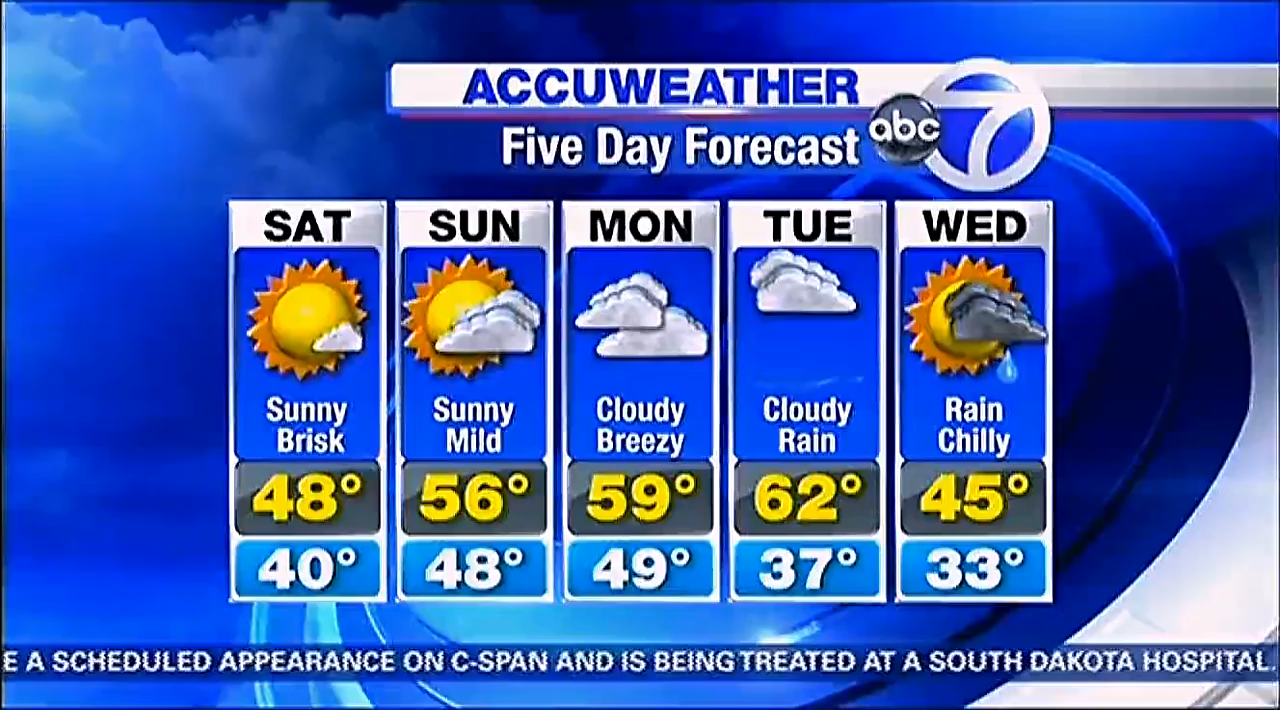 ACCUWEATHER
Five Day Forecast
abc 7
SAT
Sunny
Brisk
48°
40°
SUN
Sunny
Mild
56°
48°
MON
Cloudy
Breezy
59°
49°
TUE
Cloudy
Rain
62°
37°
WED
Rain
Chilly
45°
33°
E A SCHEDULED APPEARANCE ON C-SPAN AND IS BEING TREATED AT A SOUTH DAKOTA HOSPITAL.